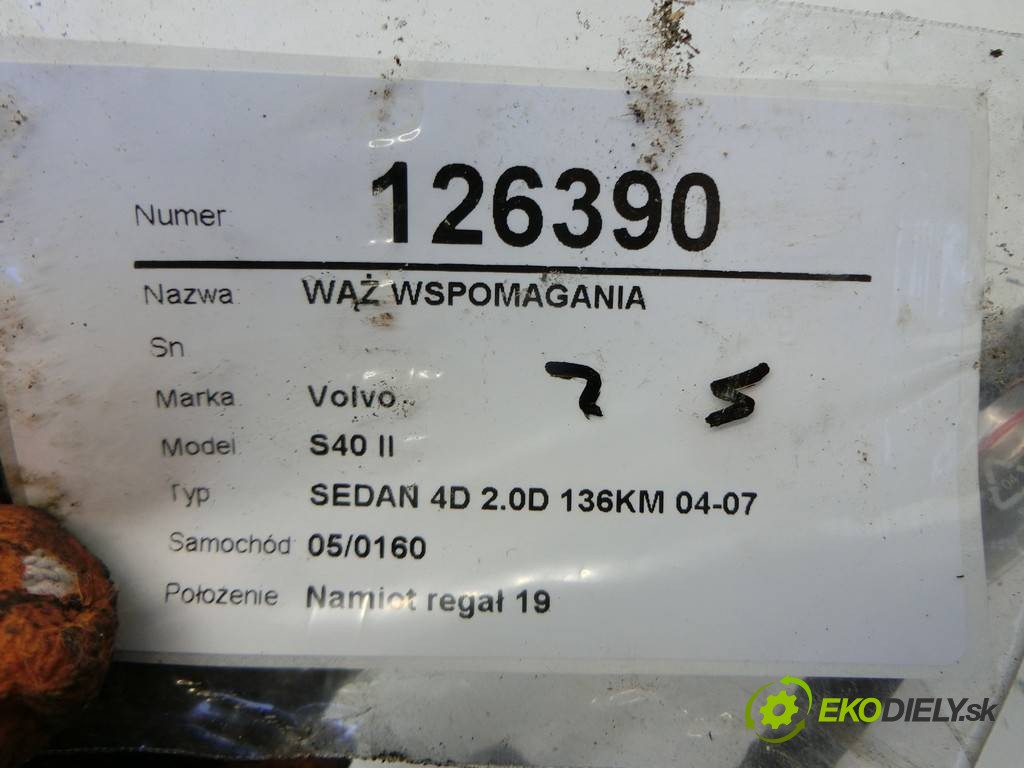 Numer 126390
Nazwa WĄŻ WSPOMAGANIA
Sn
Marka Volvo
Model S40 II
Typ SEDAN 4D 2.0D 136KM 04-07
Samochód 05/0160
Położenie Namiot regał 19
EKODIELY.sk